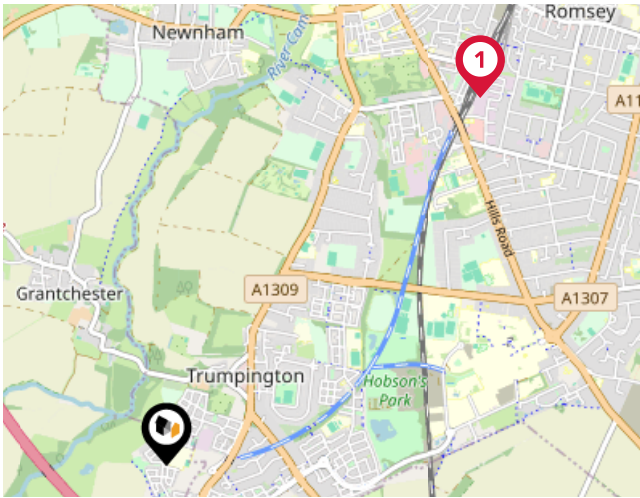 Romsey
Newnham
River Cam
1
A11
Hills Road
Grantchester
A1309
A1307
Trumpington
Hobson's
Park